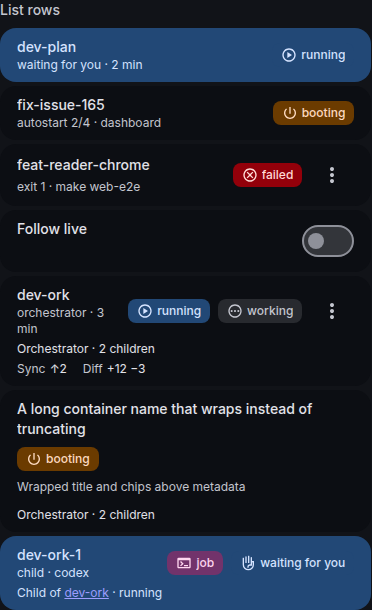 List rows
dev-plan
waiting for you · 2 min
running
fix-issue-165
autostart 2/4 · dashboard
booting
feat-reader-chrome
exit 1 · make web-e2e
failed
Follow live
dev-ork
orchestrator · 3
min
running
working
Orchestrator · 2 children
Sync ↑2 Diff +12 −3
A long container name that wraps instead of
truncating
booting
Wrapped title and chips above metadata
Orchestrator · 2 children
dev-ork-1
child · codex
job
waiting for you
Child of dev-ork · running